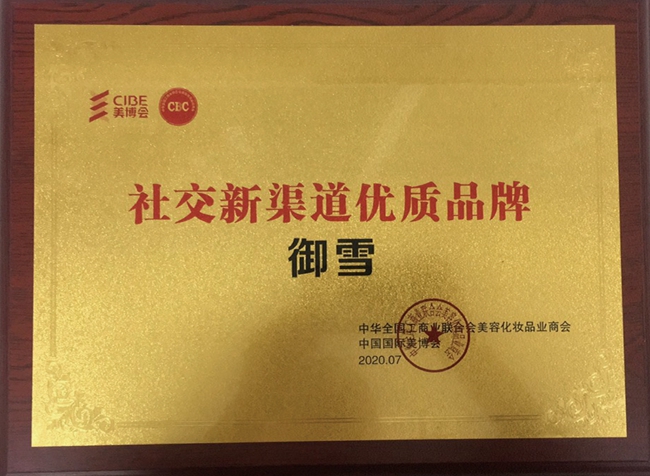 CIBE
美博会
CBC
社交新渠道优质品牌
御雪
中华全国工商业联合会美容化妆品业商会
中国国际美博会
2020.07